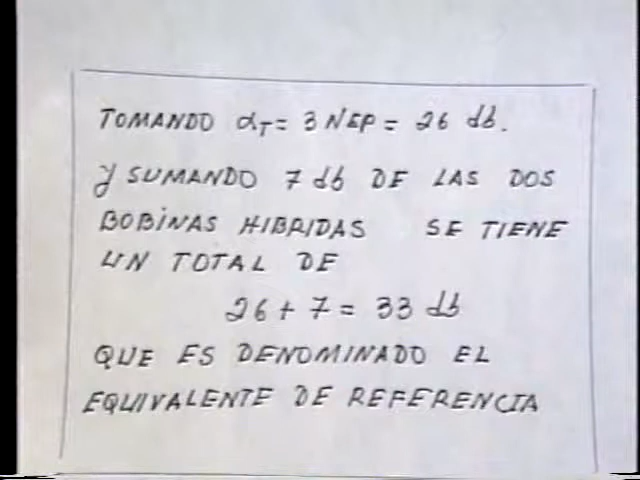 TOMANDO αT = 3 NEP = 26 db.
Y SUMANDO 7 db DE LAS DOS
BOBINAS HIBRIDAS SE TIENE
UN TOTAL DE
26 + 7 = 33 db
QUE ES DENOMINADO EL
EQUIVALENTE DE REFERENCIA